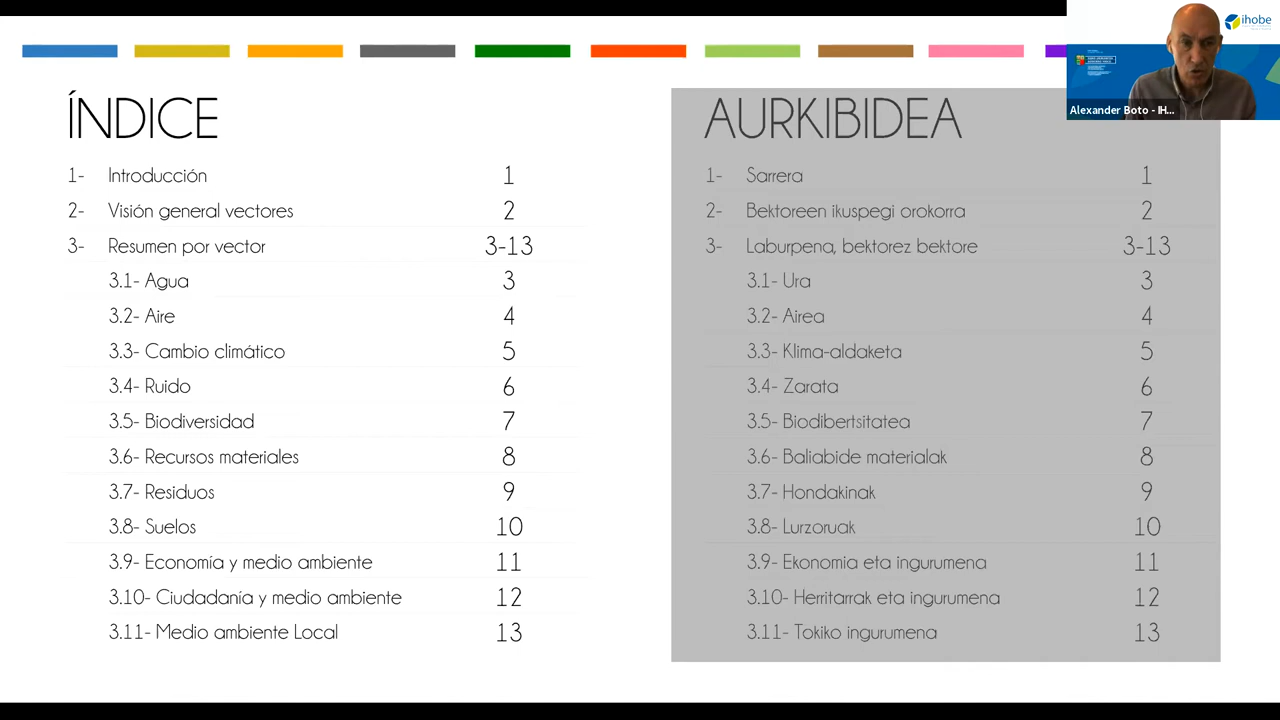 ihobe
Alexander Boto - IH...
ÍNDICE
1- Introducción 1
2- Visión general vectores 2
3- Resumen por vector 3-13
3.1- Agua 3
3.2- Aire 4
3.3- Cambio climático 5
3.4- Ruido 6
3.5- Biodiversidad 7
3.6- Recursos materiales 8
3.7- Residuos 9
3.8- Suelos 10
3.9- Economía y medio ambiente 11
3.10- Ciudadanía y medio ambiente 12
3.11- Medio ambiente Local 13
AURKIBIDEA
1- Sarrera 1
2- Bektoreen ikuspegi orokorra 2
3- Laburpena, bektorez bektore 3-13
3.1- Ura 3
3.2- Airea 4
3.3- Klima-aldaketa 5
3.4- Zarata 6
3.5- Biodibertsitatea 7
3.6- Baliabide materialak 8
3.7- Hondakinak 9
3.8- Lurzoruak 10
3.9- Ekonomia eta ingurumena 11
3.10- Herritarrak eta ingurumena 12
3.11- Tokiko ingurumena 13